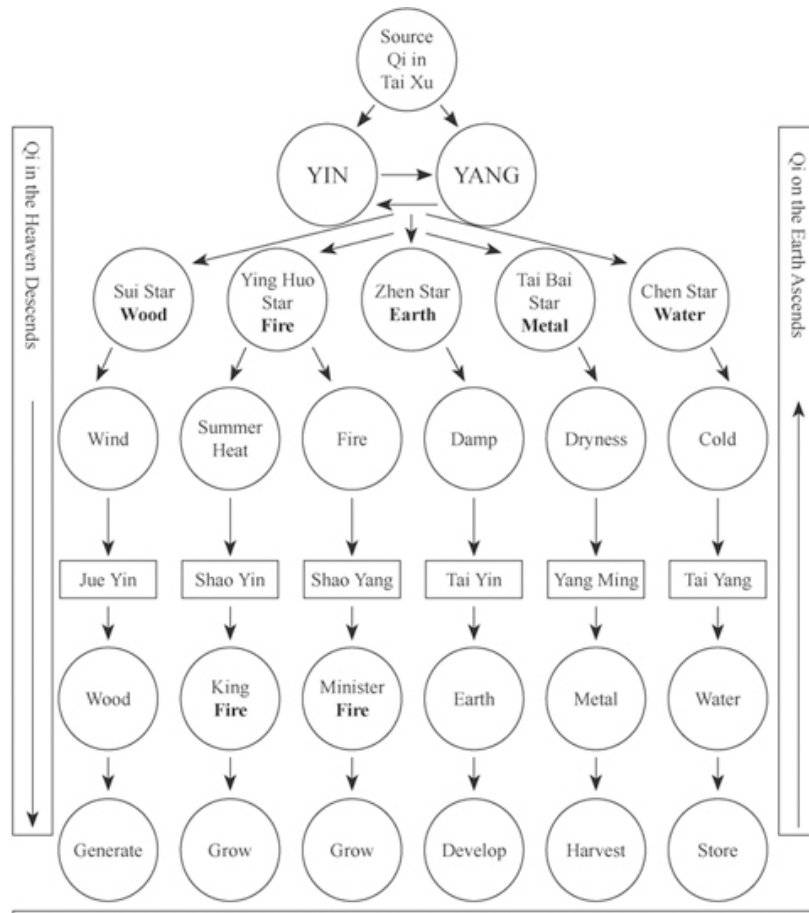 Source
Qi in
Tai Xu
YIN
YANG
Qi in the Heaven Descends
Qi on the Earth Ascends
Sui Star
Wood
Ying Huo
Star
Fire
Zhen Star
Earth
Tai Bai
Star
Metal
Chen Star
Water
Wind
Summer
Heat
Fire
Damp
Dryness
Cold
Jue Yin
Shao Yin
Shao Yang
Tai Yin
Yang Ming
Tai Yang
Wood
King
Fire
Minister
Fire
Earth
Metal
Water
Generate
Grow
Grow
Develop
Harvest
Store